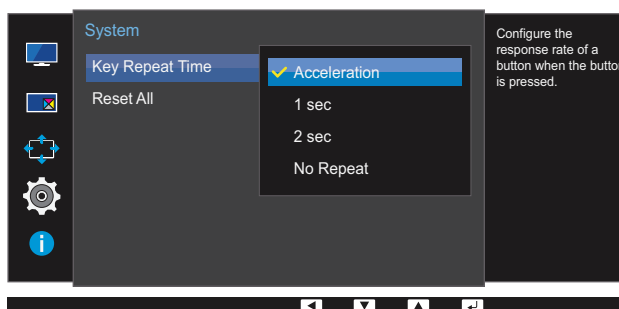 System
Key Repeat Time
Reset All
Acceleration
1 sec
2 sec
No Repeat
Configure the
response rate of a
button when the butto
is pressed.